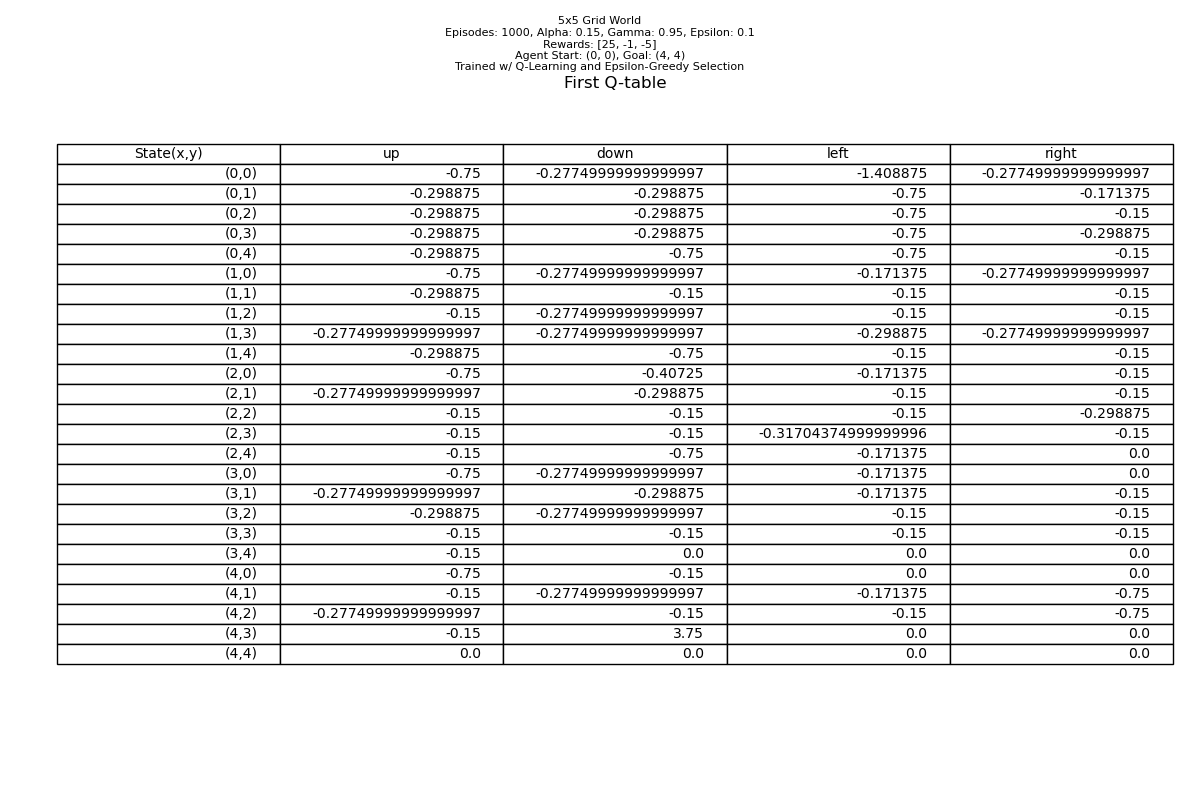 5x5 Grid World
Episodes: 1000, Alpha: 0.15, Gamma: 0.95, Epsilon: 0.1
Rewards: [25, -1, -5]
Agent Start: (0, 0), Goal: (4, 4)
Trained w/ Q-Learning and Epsilon-Greedy Selection
First Q-table
State(x,y) up down left right
(0,0) -0.75 -0.27749999999999997 -1.408875 -0.27749999999999997
(0,1) -0.298875 -0.298875 -0.75 -0.171375
(0,2) -0.298875 -0.298875 -0.75 -0.15
(0,3) -0.298875 -0.298875 -0.75 -0.298875
(0,4) -0.298875 -0.75 -0.75 -0.15
(1,0) -0.75 -0.27749999999999997 -0.171375 -0.27749999999999997
(1,1) -0.298875 -0.15 -0.15 -0.15
(1,2) -0.15 -0.27749999999999997 -0.15 -0.15
(1,3) -0.27749999999999997 -0.27749999999999997 -0.298875 -0.27749999999999997
(1,4) -0.298875 -0.75 -0.15 -0.15
(2,0) -0.75 -0.40725 -0.171375 -0.15
(2,1) -0.27749999999999997 -0.298875 -0.15 -0.15
(2,2) -0.15 -0.15 -0.15 -0.298875
(2,3) -0.15 -0.15 -0.31704374999999996 -0.15
(2,4) -0.15 -0.75 -0.171375 0.0
(3,0) -0.75 -0.27749999999999997 -0.171375 0.0
(3,1) -0.27749999999999997 -0.298875 -0.171375 -0.15
(3,2) -0.298875 -0.27749999999999997 -0.15 -0.15
(3,3) -0.15 -0.15 -0.15 -0.15
(3,4) -0.15 0.0 0.0 0.0
(4,0) -0.75 -0.15 0.0 0.0
(4,1) -0.15 -0.27749999999999997 -0.171375 -0.75
(4,2) -0.27749999999999997 -0.15 -0.15 -0.75
(4,3) -0.15 3.75 0.0 0.0
(4,4) 0.0 0.0 0.0 0.0